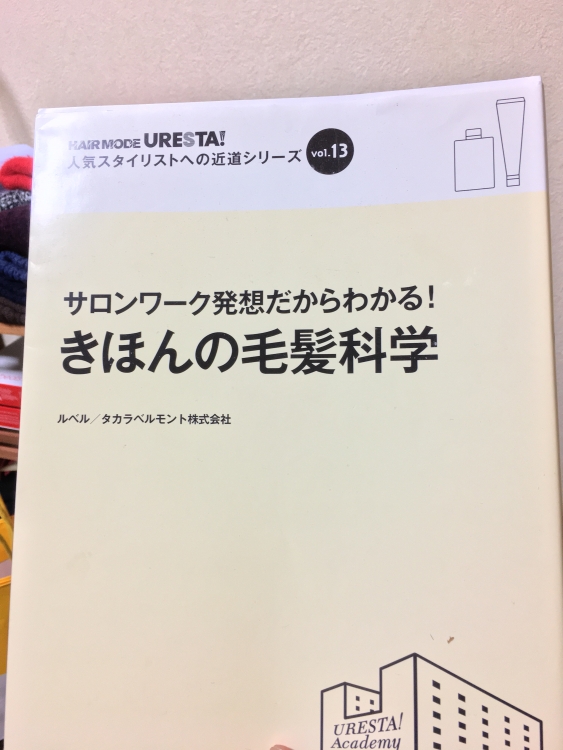 HAIR MODE URESTA!
人気スタイリストへの近道シリーズ vol.13
サロンワーク発想だからわかる!
きほんの毛髪科学
ルベル/タカラベルモント株式会社
URESTA!
Academy